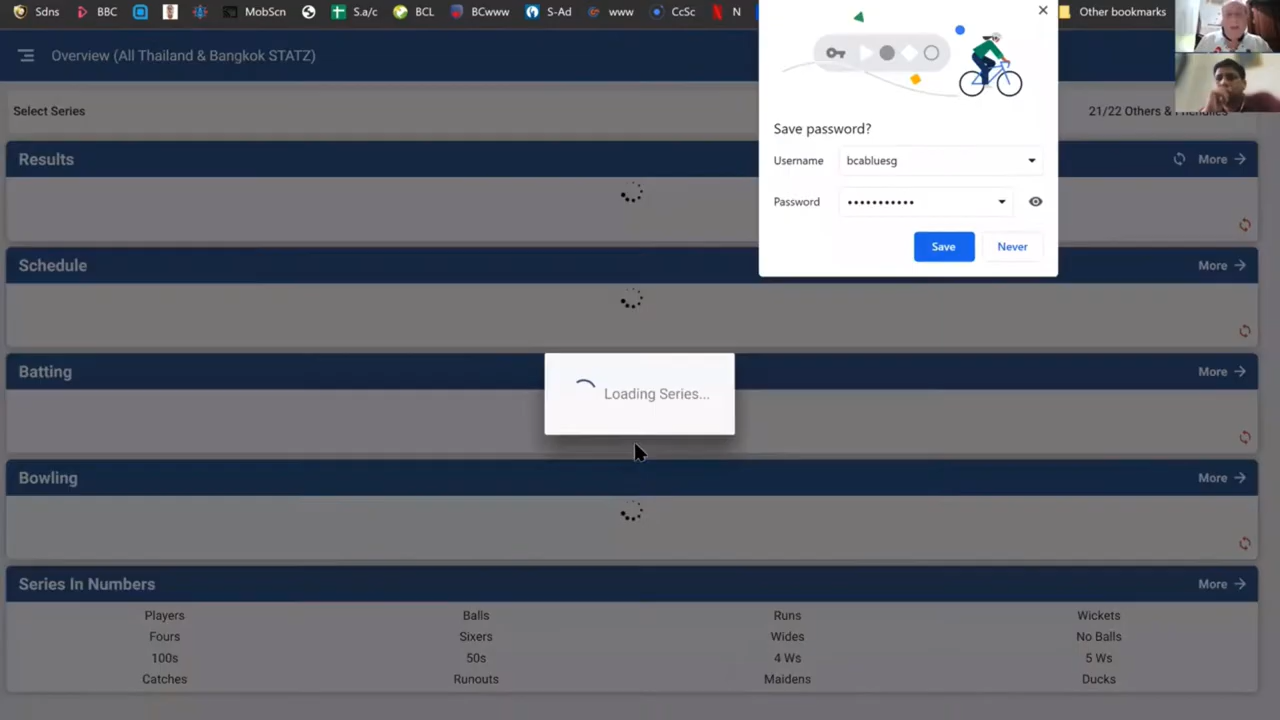 Sdns BBC MobScn S.a/c BCL BCwww S-Ad www CcSc N Other bookmarks
Overview (All Thailand & Bangkok STATZ)
Select Series 21/22 Others & Friendlies
Save password?
Username bcabluesg
Password •••••••••••
Save Never
Results More
Schedule More
Batting More
Loading Series...
Bowling More
Series In Numbers More
Players Balls Runs Wickets
Fours Sixers Wides No Balls
100s 50s 4 Ws 5 Ws
Catches Runouts Maidens Ducks